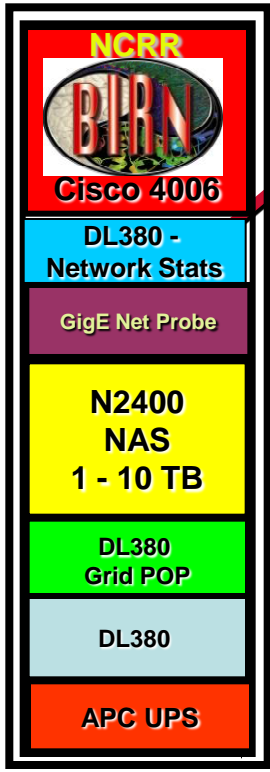 NCRR
BIRN
Cisco 4006
DL380 -
Network Stats
GigE Net Probe
N2400
NAS
1 - 10 TB
DL380
Grid POP
DL380
APC UPS